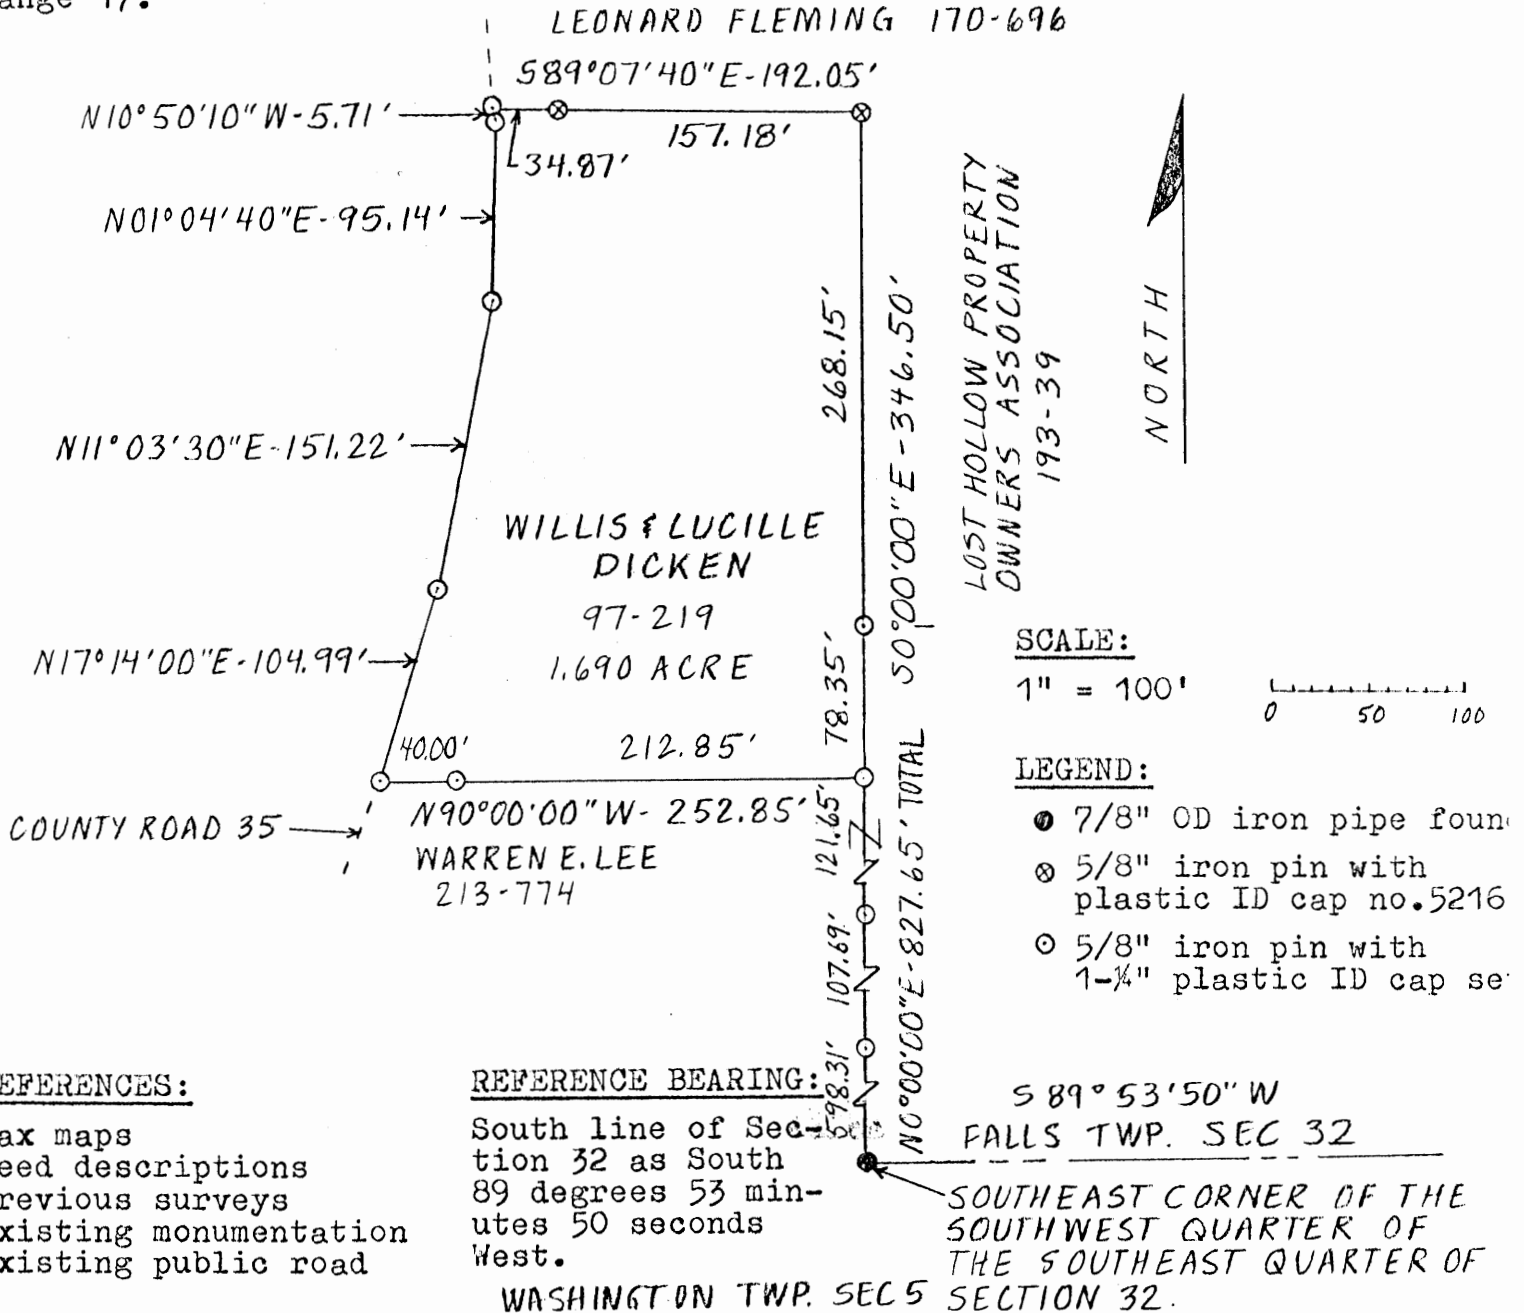 ange 17.
LEONARD FLEMING 170-696
S89°07'40"E-192.05'
N10°50'10"W-5.71'
157.18'
34.87'
N01°04'40"E-95.14'
N11°03'30"E-151.22'
268.15'
S0°00'00"E-346.50'
LOST HOLLOW PROPERTY
OWNERS ASSOCIATION
193-39
NORTH
WILLIS & LUCILLE
DICKEN
97-219
1.690 ACRE
N17°14'00"E-104.99'
78.35'
40.00'
212.85'
SCALE:
1" = 100'
0 50 100
N90°00'00"W-252.85'
COUNTY ROAD 35
WARREN E. LEE
213-774
121.65'
107.69'
598.31'
N0°00'00"E-827.65' TOTAL
LEGEND:
7/8" OD iron pipe foun
5/8" iron pin with
plastic ID cap no.5216
5/8" iron pin with
1-¼" plastic ID cap se
EFERENCES:
ax maps
eed descriptions
revious surveys
xisting monumentation
xisting public road
REFERENCE BEARING:
South line of Sec-
tion 32 as South
89 degrees 53 min-
utes 50 seconds
West.
S 89°53'50" W
FALLS TWP. SEC 32
SOUTHEAST CORNER OF THE
SOUTHWEST QUARTER OF
THE SOUTHEAST QUARTER OF
SECTION 32.
WASHINGTON TWP. SEC 5